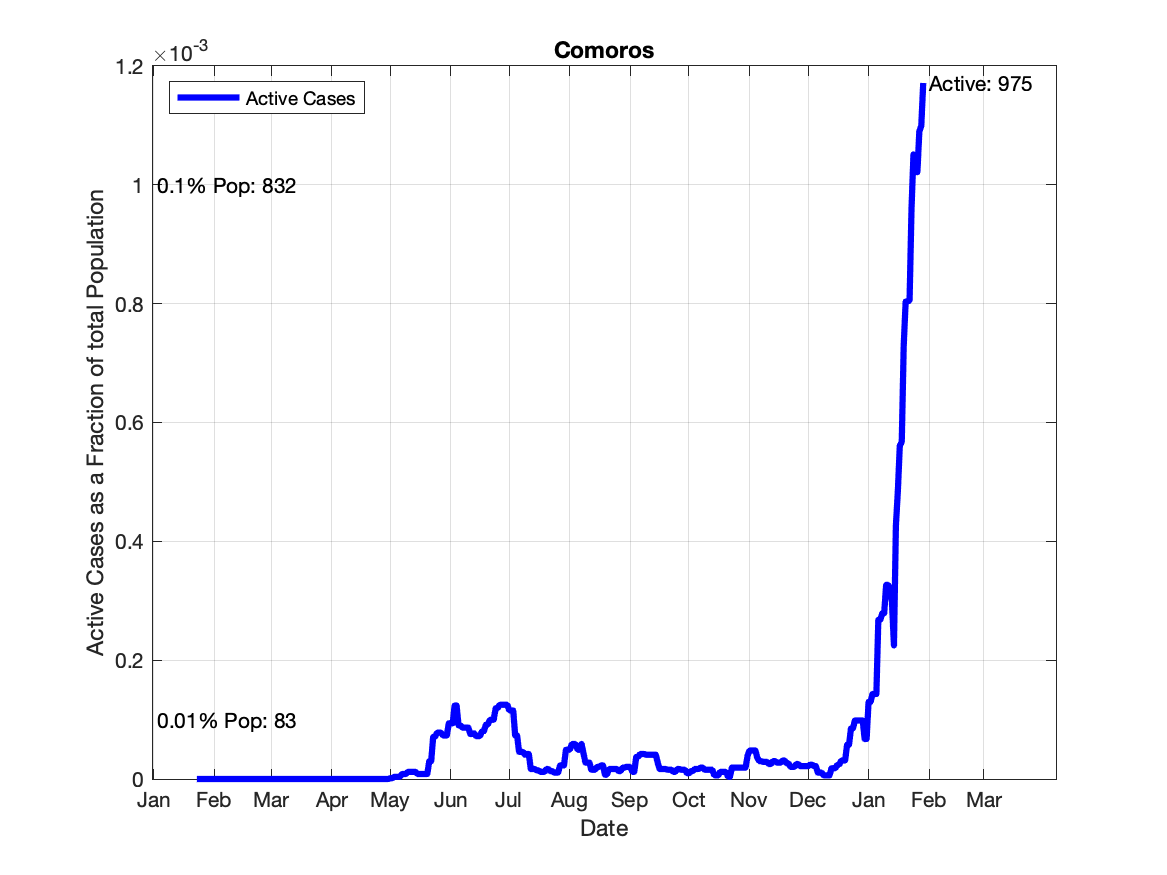 Comoros
×10-3
1.2
1
0.8
0.6
0.4
0.2
0
Active Cases as a Fraction of total Population
Active Cases
Active: 975
0.1% Pop: 832
0.01% Pop: 83
Jan Feb Mar Apr May Jun Jul Aug Sep Oct Nov Dec Jan Feb Mar
Date